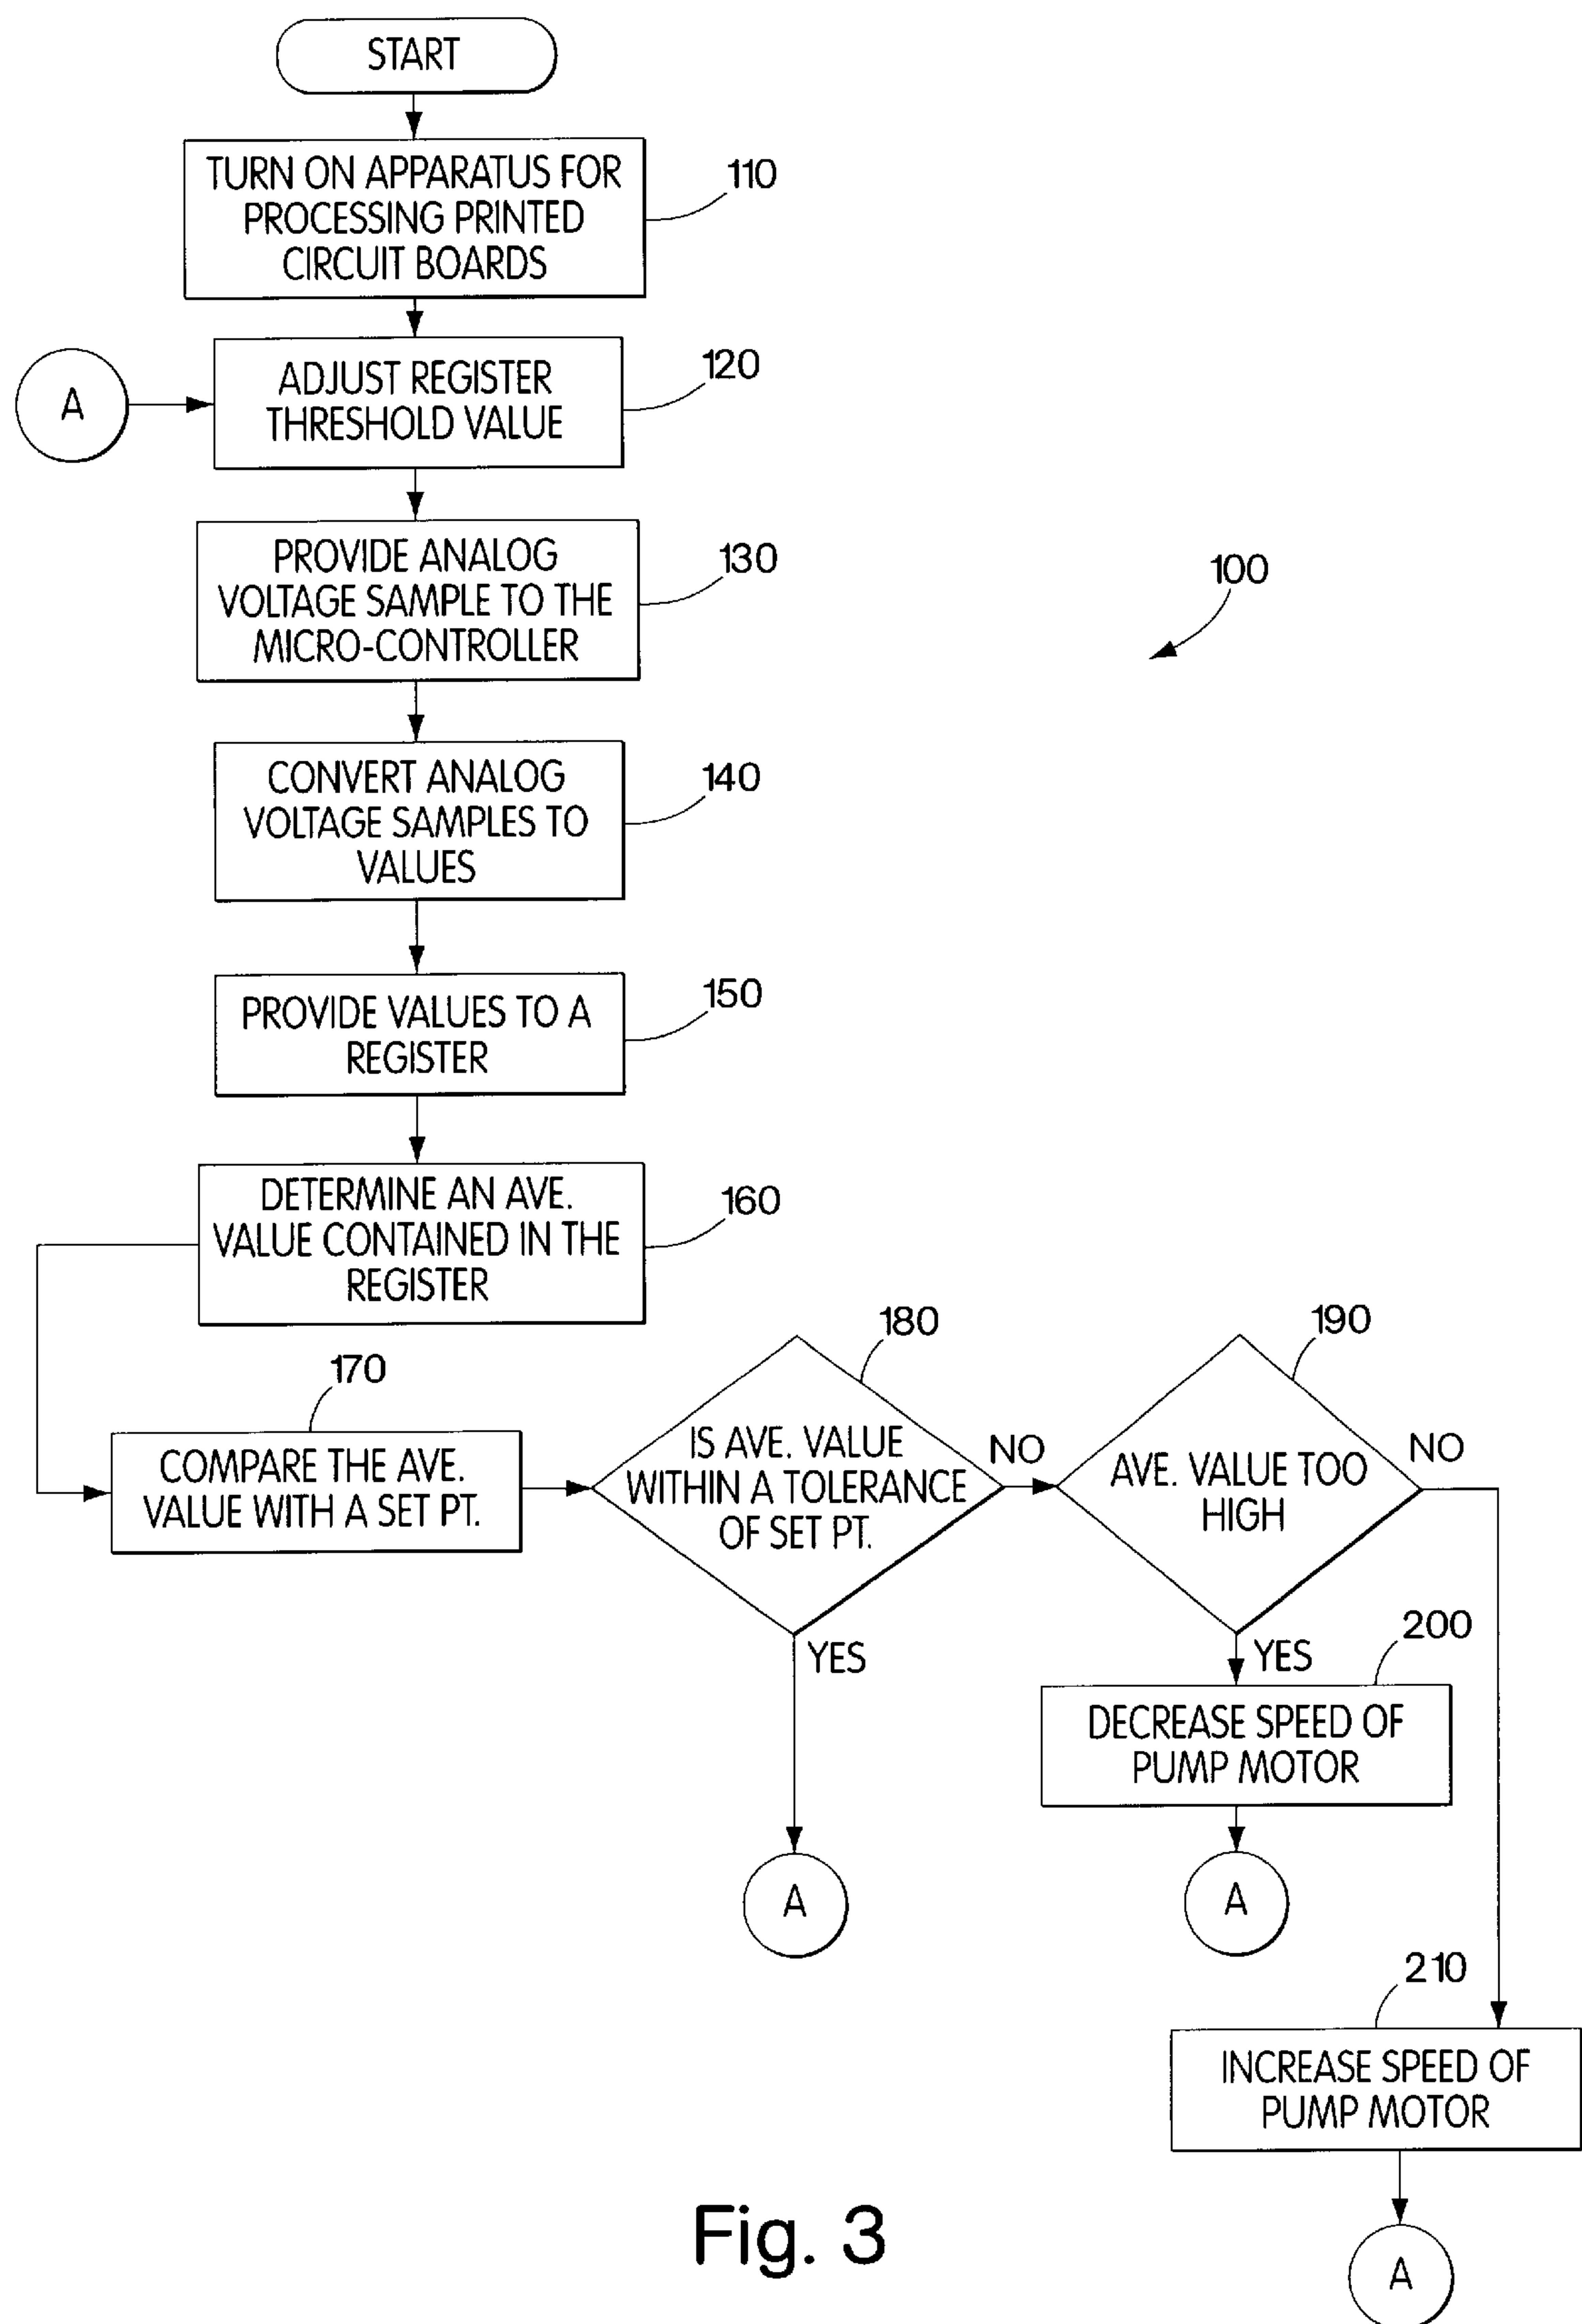 START
TURN ON APPARATUS FOR
PROCESSING PRINTED
CIRCUIT BOARDS
110
A
ADJUST REGISTER
THRESHOLD VALUE
120
PROVIDE ANALOG
VOLTAGE SAMPLE TO THE
MICRO-CONTROLLER
130
100
CONVERT ANALOG
VOLTAGE SAMPLES TO
VALUES
140
PROVIDE VALUES TO A
REGISTER
150
DETERMINE AN AVE.
VALUE CONTAINED IN THE
REGISTER
160
170
COMPARE THE AVE.
VALUE WITH A SET PT.
180
IS AVE. VALUE
WITHIN A TOLERANCE
OF SET PT.
NO
YES
A
190
AVE. VALUE TOO
HIGH
NO
YES
200
DECREASE SPEED OF
PUMP MOTOR
A
210
INCREASE SPEED OF
PUMP MOTOR
A
Fig. 3